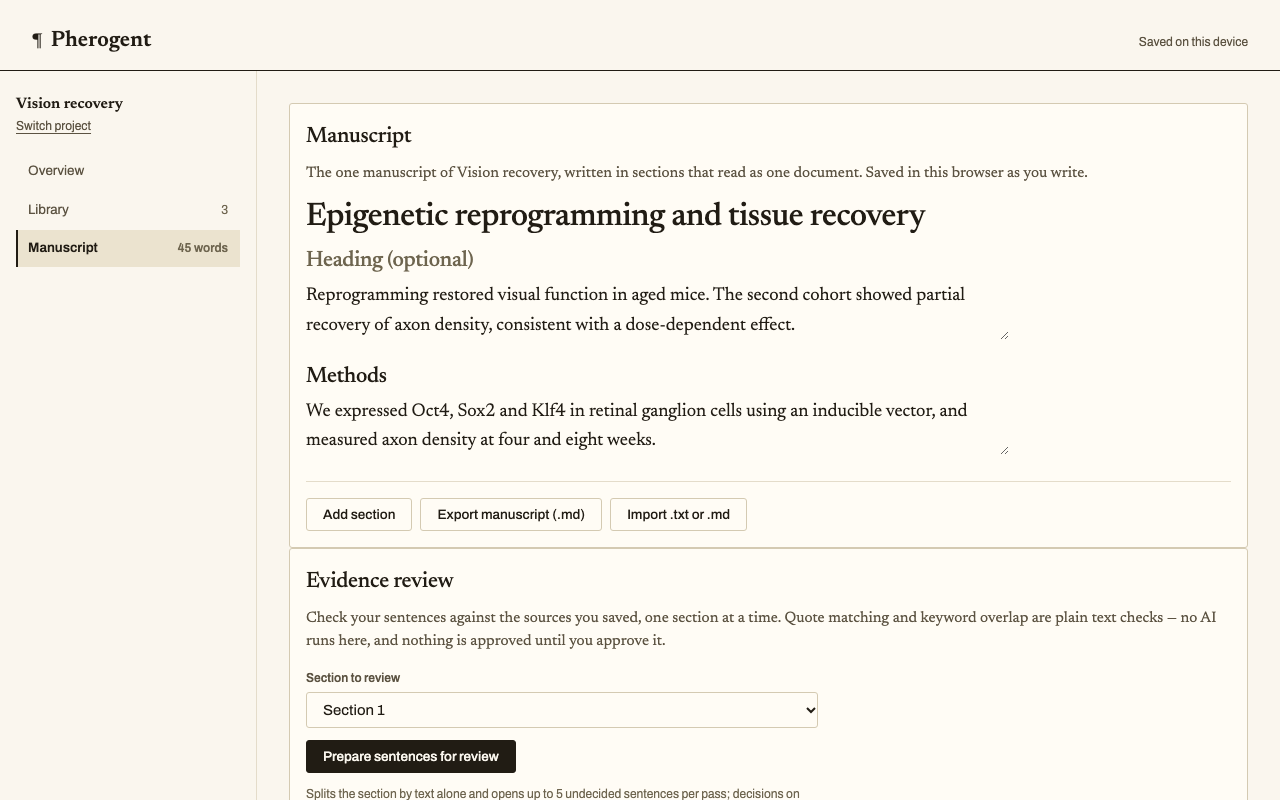 ¶ Pherogent
Saved on this device
Vision recovery
Switch project
Overview
Library 3
Manuscript 45 words
Manuscript
The one manuscript of Vision recovery, written in sections that read as one document. Saved in this browser as you write.
Epigenetic reprogramming and tissue recovery
Heading (optional)
Reprogramming restored visual function in aged mice. The second cohort showed partial
recovery of axon density, consistent with a dose-dependent effect.
Methods
We expressed Oct4, Sox2 and Klf4 in retinal ganglion cells using an inducible vector, and
measured axon density at four and eight weeks.
Add section Export manuscript (.md) Import .txt or .md
Evidence review
Check your sentences against the sources you saved, one section at a time. Quote matching and keyword overlap are plain text checks — no AI
runs here, and nothing is approved until you approve it.
Section to review
Section 1
Prepare sentences for review
Splits the section by text alone and opens up to 5 undecided sentences per pass; decisions on